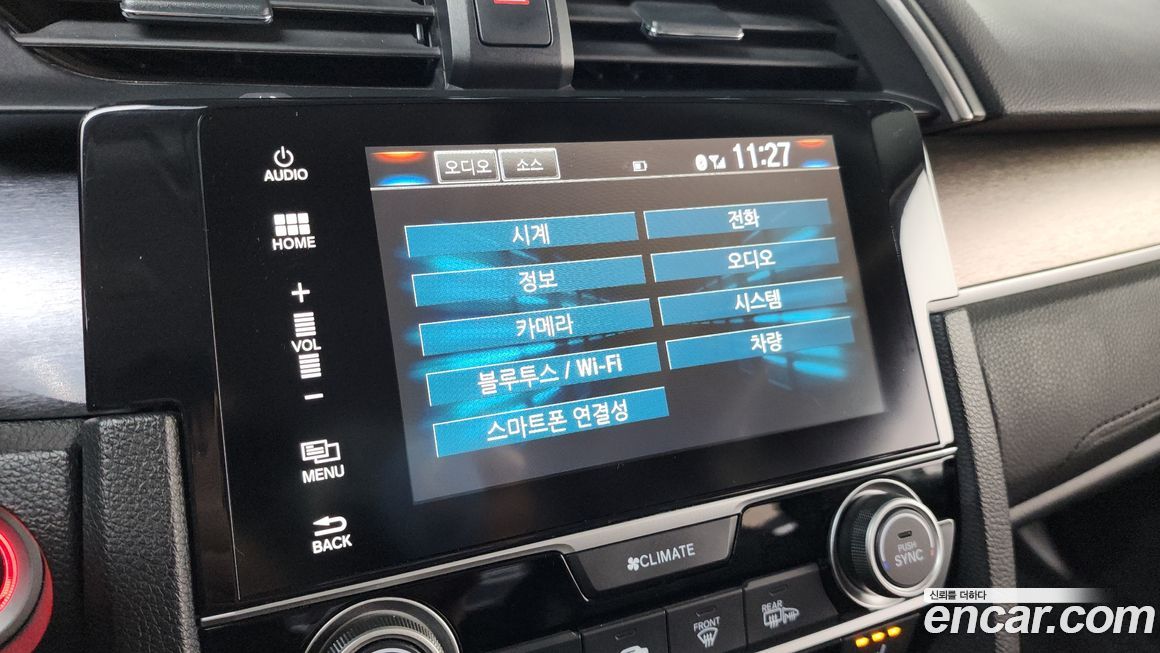 AUDIO
HOME
+
VOL
−
MENU
BACK
오디오 소스 11:27
시계 전화
정보 오디오
카메라 시스템
블루투스 / Wi-Fi 차량
스마트폰 연결성
CLIMATE
PUSH
SYNC
FRONT
REAR
신뢰를 더하다
encar.com